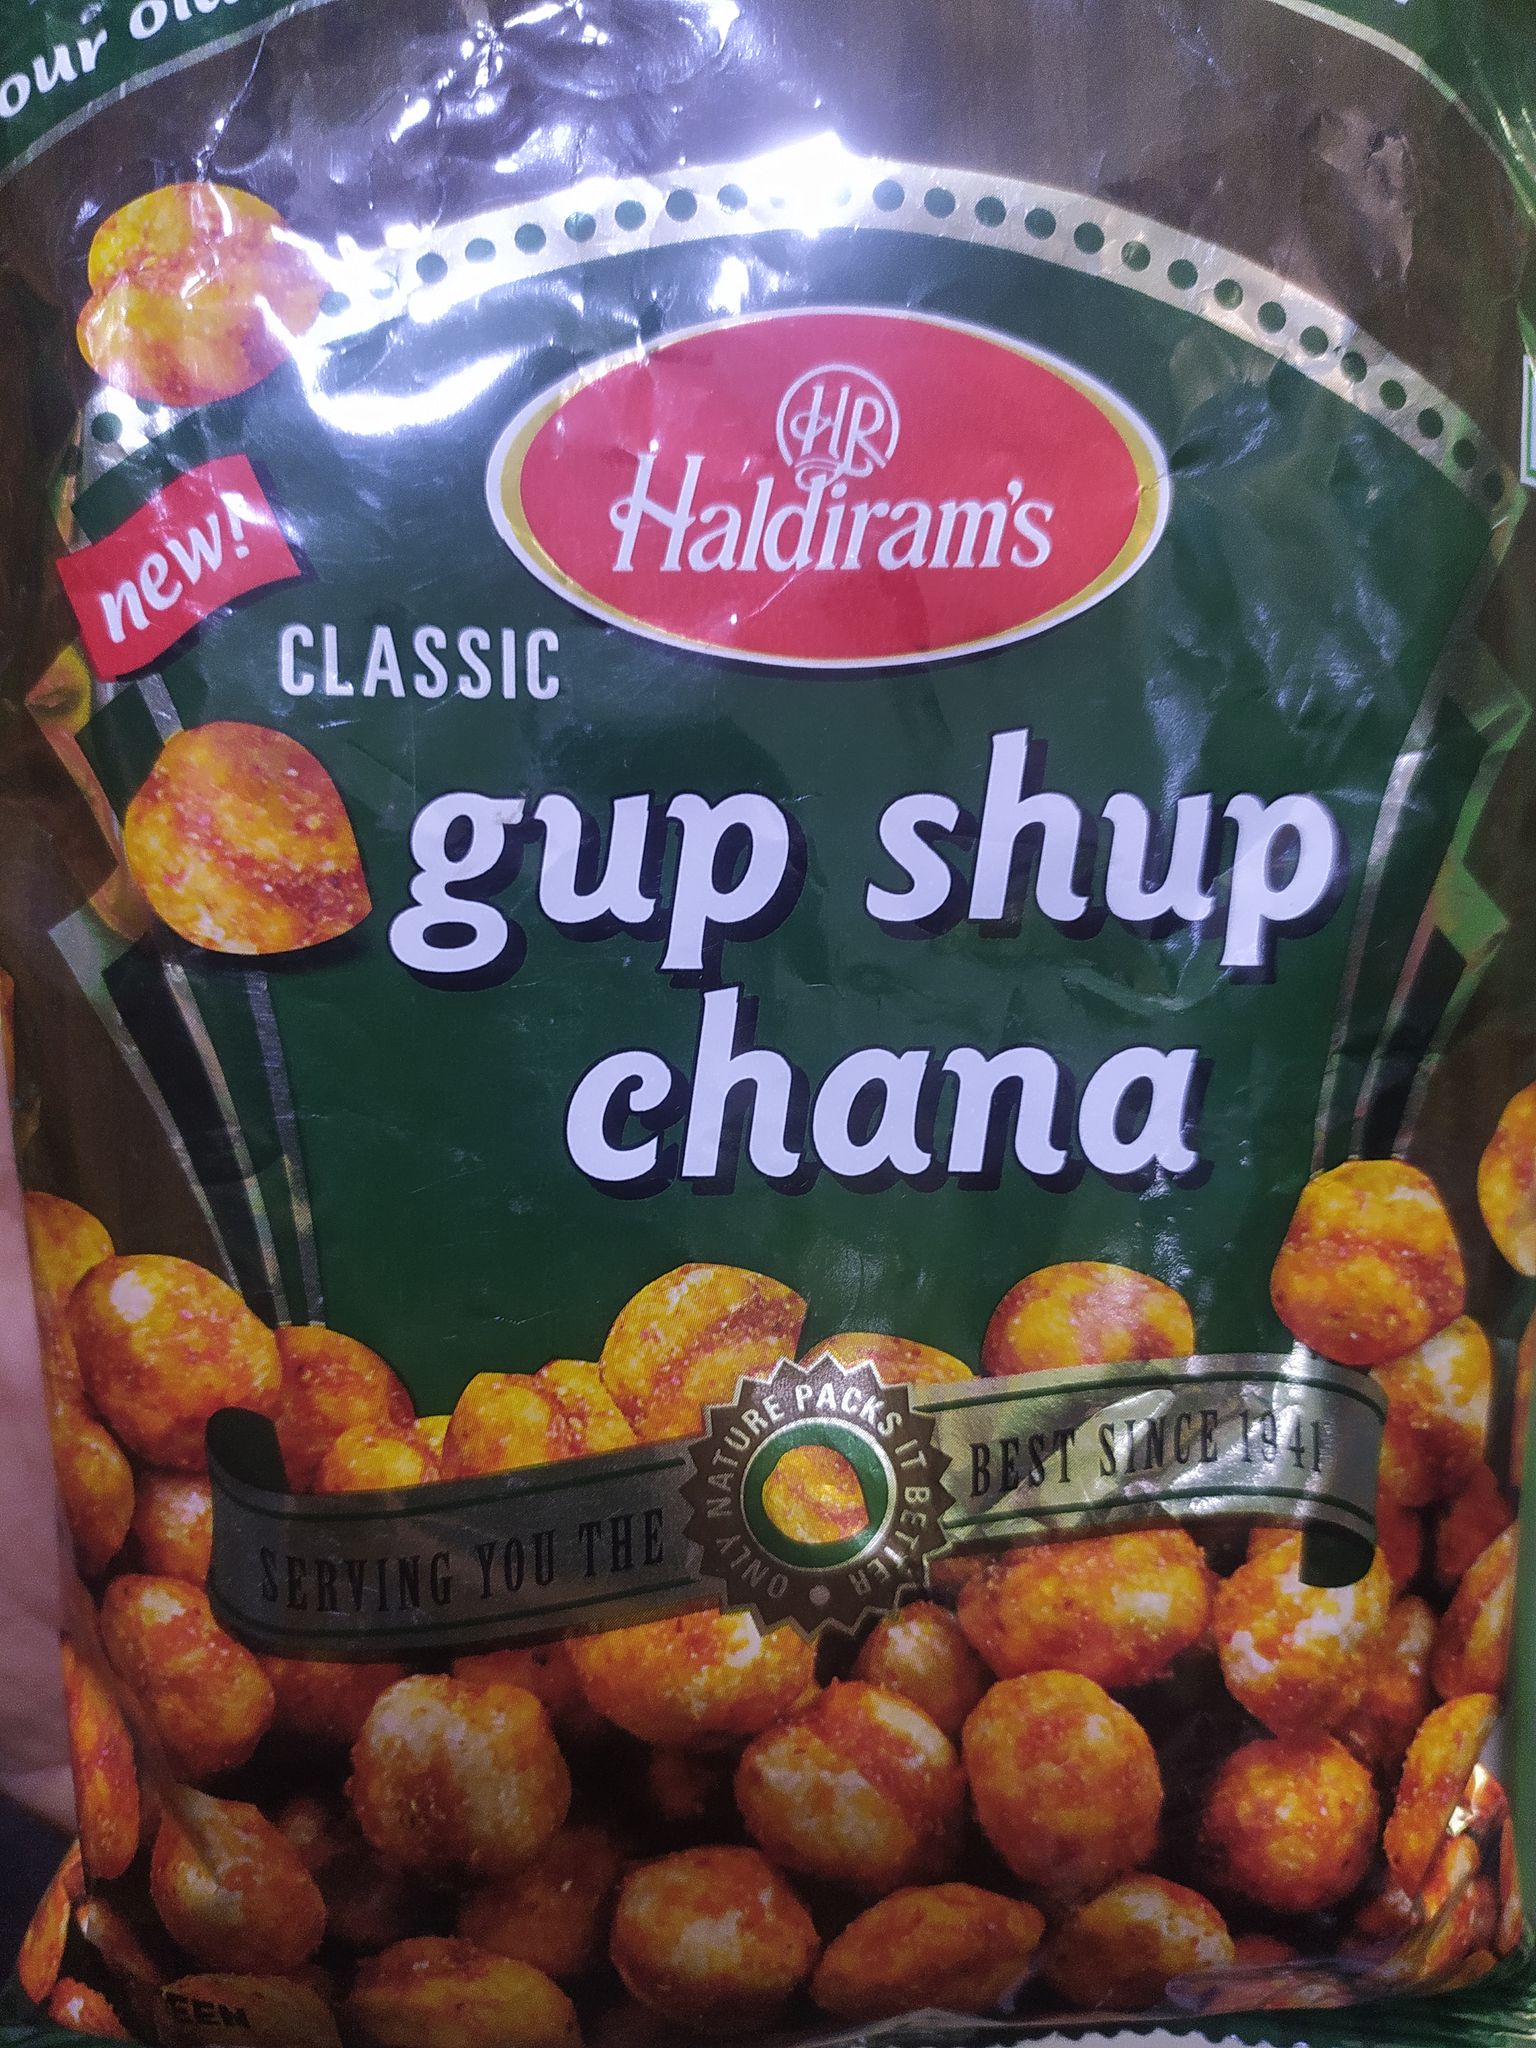 our
HR
Haldiram's
new!
CLASSIC
gup shup
chana
SERVING YOU THE
ONLY NATURE PACKS IT BETTER
BEST SINCE 1941